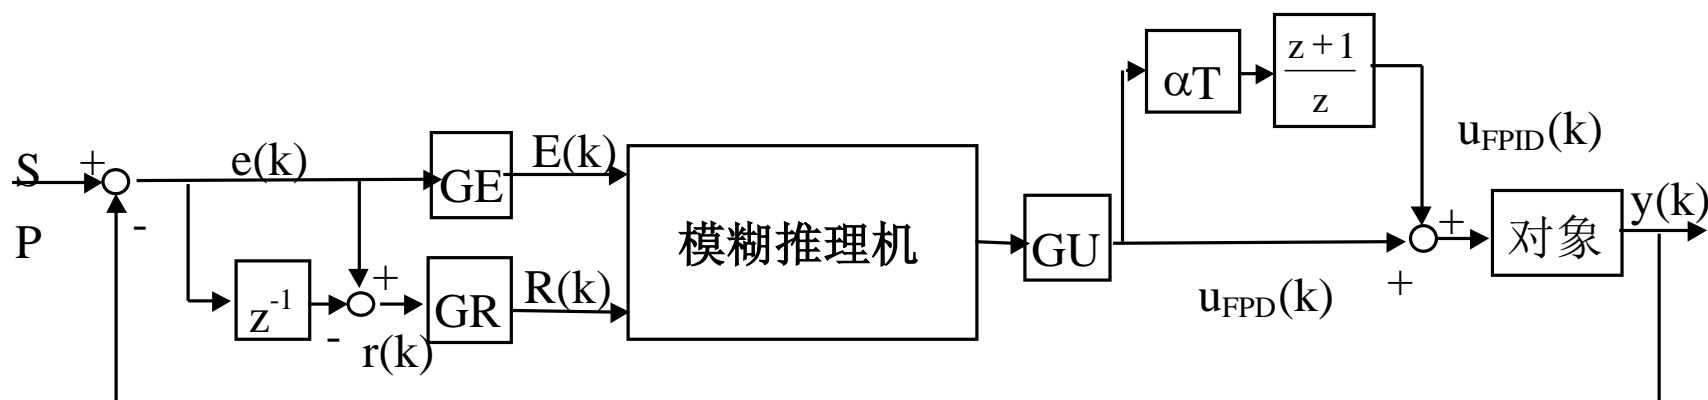 z + 1
αT
z
u_FPID(k)
S
+
e(k)
GE
E(k)
P
-
模糊推理机
GU
+
对象
y(k)
+
z^-1
GR
R(k)
u_FPD(k)
+
-
r(k)